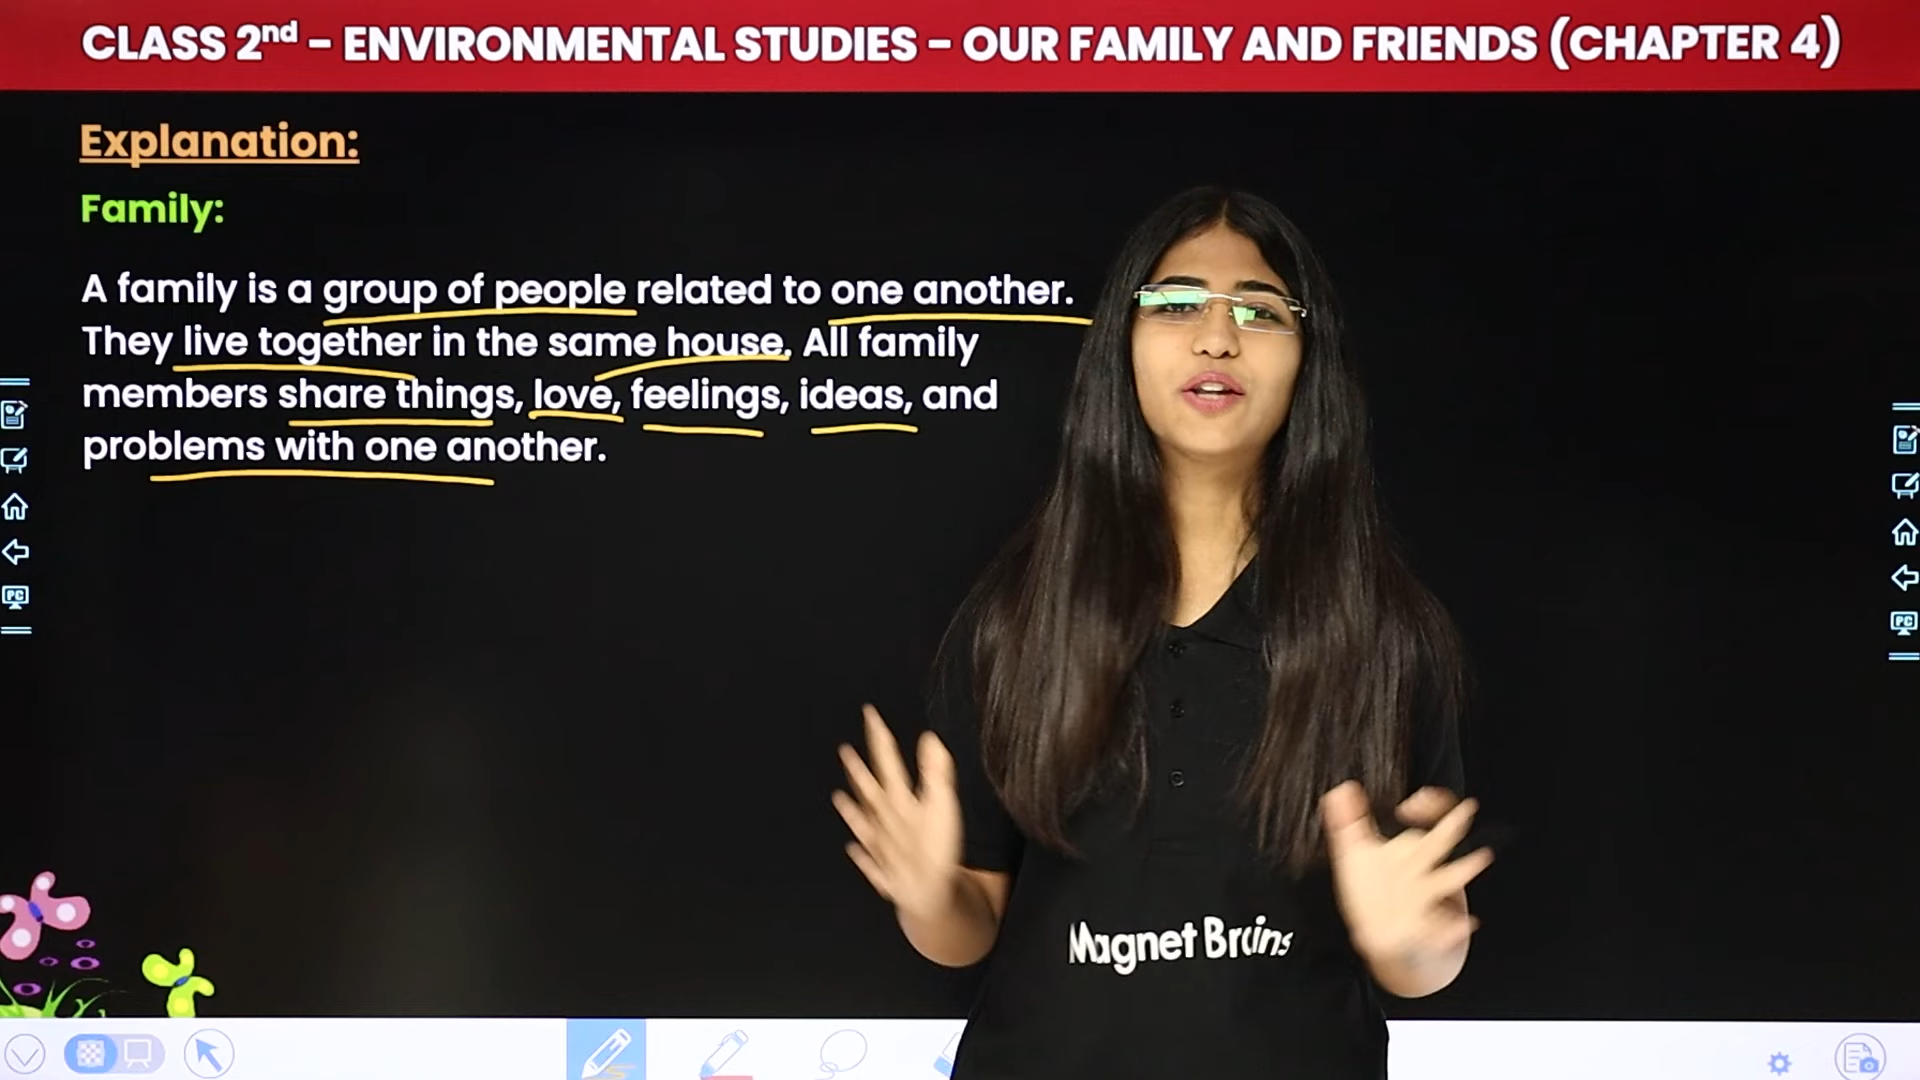 CLASS 2nd - ENVIRONMENTAL STUDIES - OUR FAMILY AND FRIENDS (CHAPTER 4)
Explanation:
Family:
A family is a group of people related to one another.
They live together in the same house. All family
members share things, love, feelings, ideas, and
problems with one another.
PC
PC
Magnet Brains